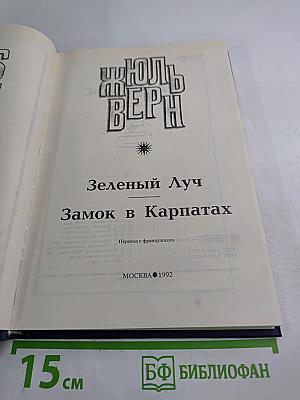 ЖЮЛЬ
ВЕРН
Зеленый Луч
Замок в Карпатах
Перевод с французского
МОСКВА 1992
15 см
БФ БИБЛИОФАН